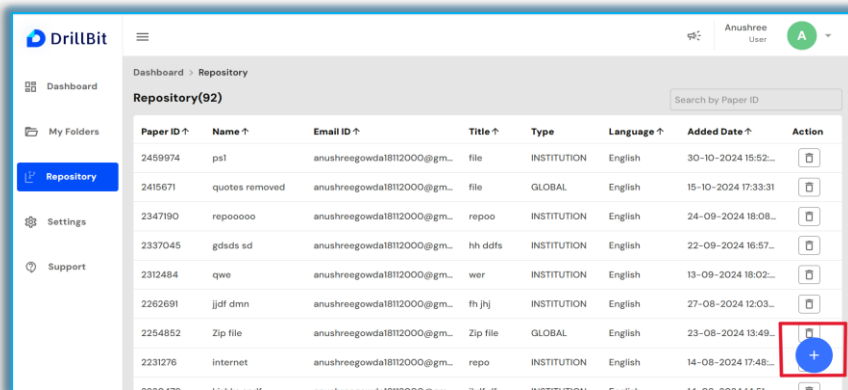 DrillBit
Anushree
User
A
Dashboard > Repository
Dashboard
Repository(92)
Search by Paper ID
My Folders
Repository
Settings
Support
Paper ID ↑ Name ↑ Email ID ↑ Title ↑ Type Language ↑ Added Date ↑ Action
2459974 ps1 anushreegowda18112000@gm... file INSTITUTION English 30-10-2024 15:52:...
2415671 quotes removed anushreegowda18112000@gm... file GLOBAL English 15-10-2024 17:33:31
2347190 repooooo anushreegowda18112000@gm... repoo INSTITUTION English 24-09-2024 18:08...
2337045 gdsds sd anushreegowda18112000@gm... hh ddfs INSTITUTION English 22-09-2024 16:57...
2312484 qwe anushreegowda18112000@gm... wer INSTITUTION English 13-09-2024 18:02:...
2262691 jjdf dmn anushreegowda18112000@gm... fh jhj INSTITUTION English 27-08-2024 12:03...
2254852 Zip file anushreegowda18112000@gm... Zip file GLOBAL English 23-08-2024 13:49...
2231276 internet anushreegowda18112000@gm... repo INSTITUTION English 14-08-2024 17:48:...